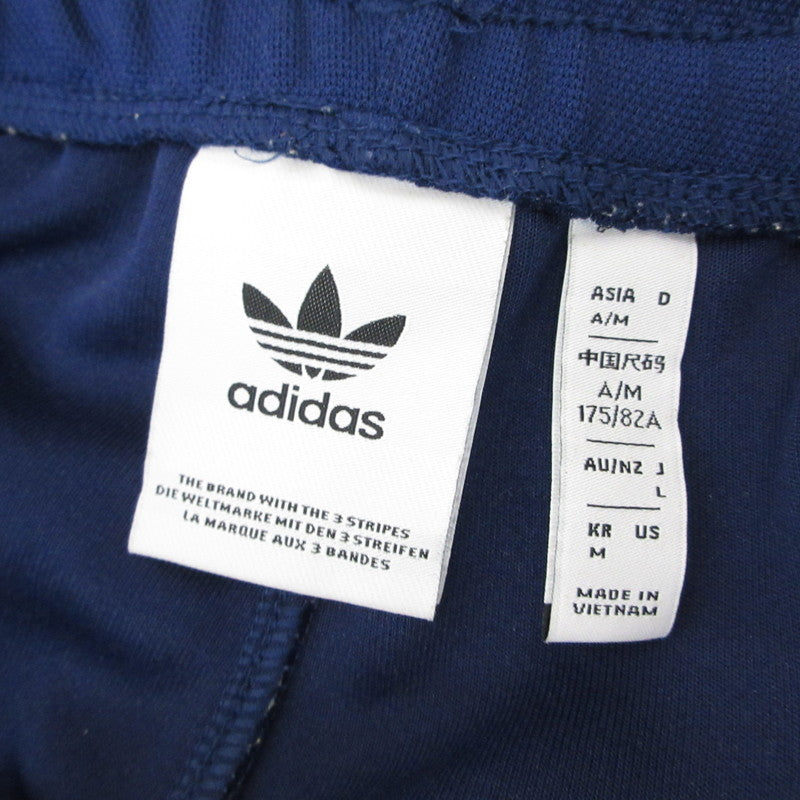 adidas
THE BRAND WITH THE 3 STRIPES
DIE WELTMARKE MIT DEN 3 STREIFEN
LA MARQUE AUX 3 BANDES
ASIA D
A/M
中国尺码
A/M
175/82A
AU/NZ J
L
KR US
M
MADE IN
VIETNAM